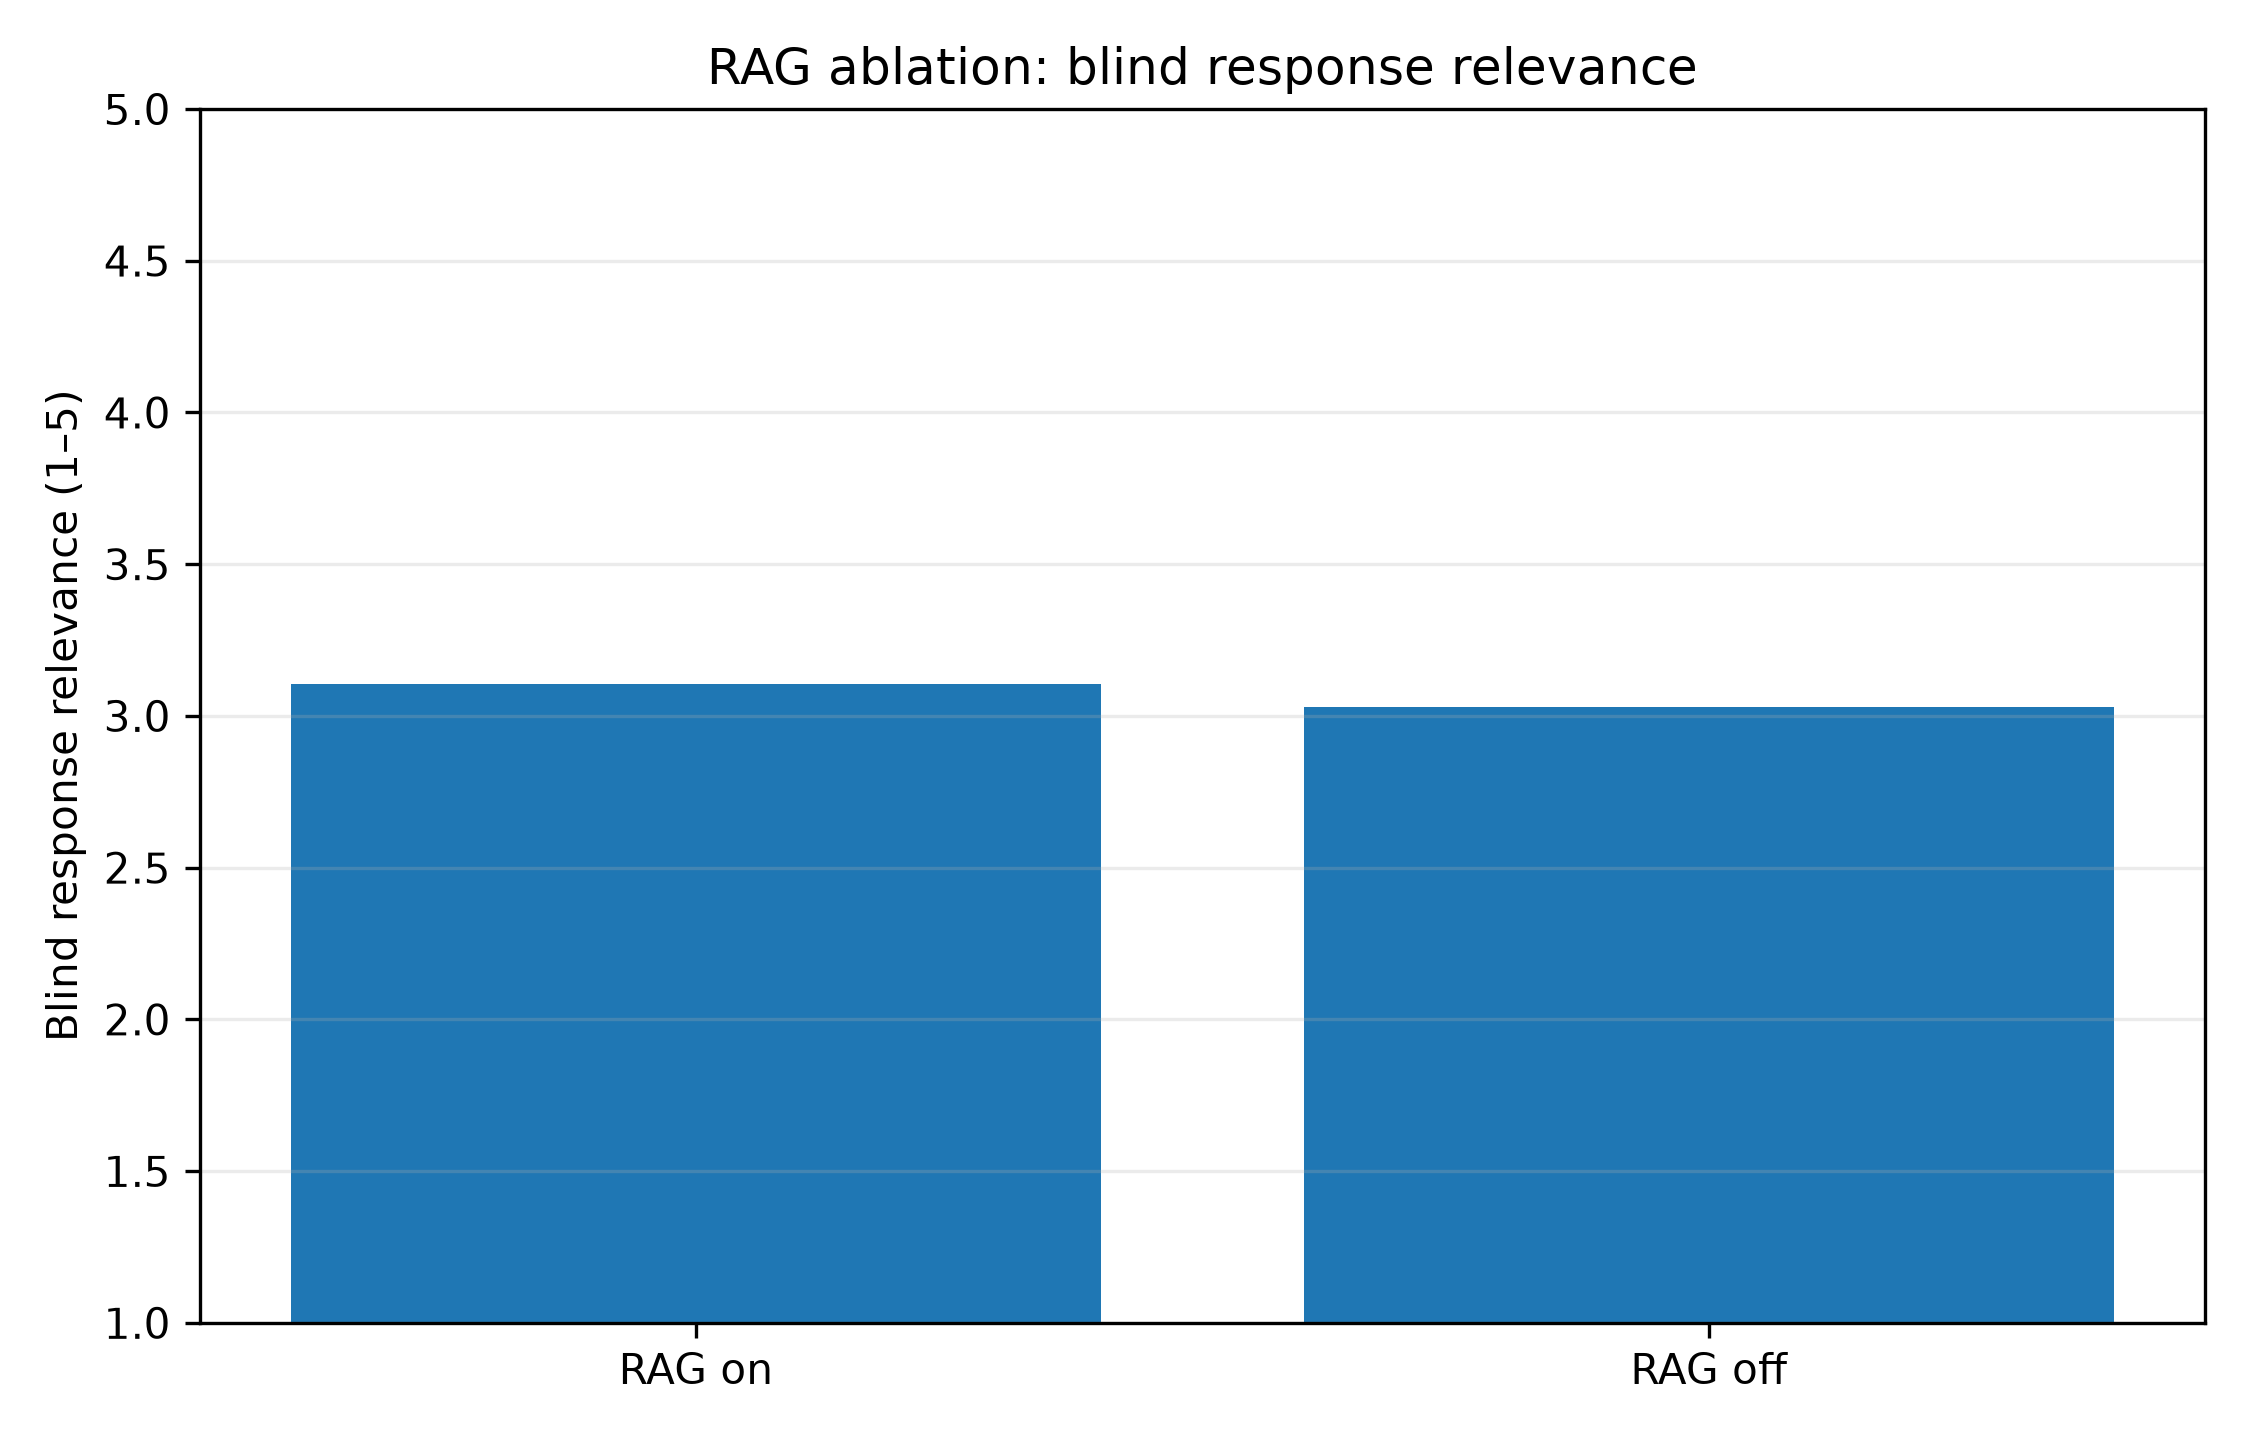 RAG ablation: blind response relevance
Blind response relevance (1–5)
5.0
4.5
4.0
3.5
3.0
2.5
2.0
1.5
1.0
RAG on
RAG off